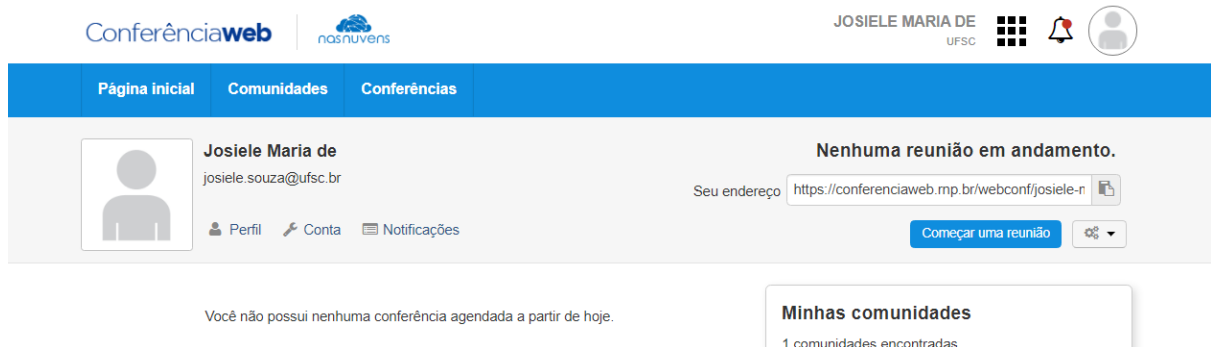 Conferênciaweb
nasnuvens
JOSIELE MARIA DE
UFSC
Página inicial
Comunidades
Conferências
Josiele Maria de
josiele.souza@ufsc.br
Perfil
Conta
Notificações
Nenhuma reunião em andamento.
Seu endereço https://conferenciaweb.rnp.br/webconf/josiele-r
Começar uma reunião
Você não possui nenhuma conferência agendada a partir de hoje.
Minhas comunidades
1 comunidades encontradas